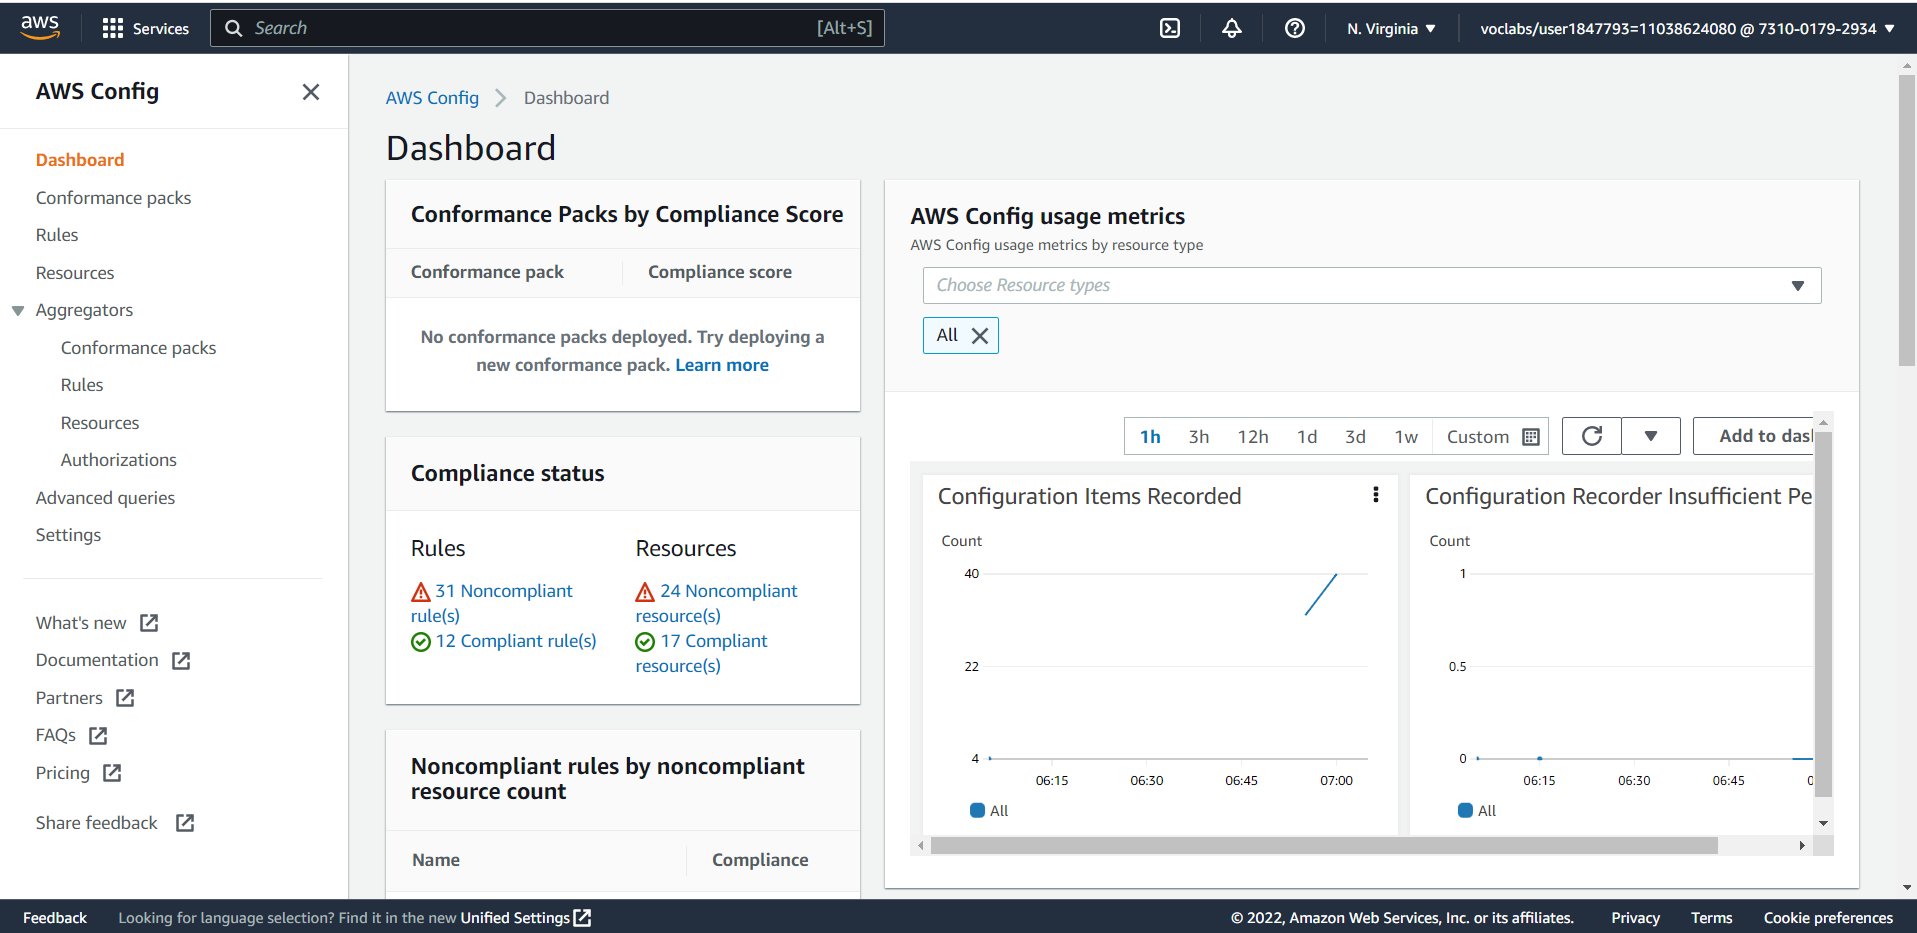 aws
Services
Search
[Alt+S]
N. Virginia
voclabs/user1847793=11038624080 @ 7310-0179-2934
AWS Config
Dashboard
Conformance packs
Rules
Resources
Aggregators
Conformance packs
Rules
Resources
Authorizations
Advanced queries
Settings
What's new
Documentation
Partners
FAQs
Pricing
Share feedback
AWS Config
Dashboard
Dashboard
Conformance Packs by Compliance Score
Conformance pack
Compliance score
No conformance packs deployed. Try deploying a
new conformance pack. Learn more
Compliance status
Rules
31 Noncompliant
rule(s)
12 Compliant rule(s)
Resources
24 Noncompliant
resource(s)
17 Compliant
resource(s)
Noncompliant rules by noncompliant
resource count
Name
Compliance
AWS Config usage metrics
AWS Config usage metrics by resource type
Choose Resource types
All
1h
3h
12h
1d
3d
1w
Custom
Add to das
Configuration Items Recorded
Count
40
22
4
06:15
06:30
06:45
07:00
All
Configuration Recorder Insufficient Pe
Count
1
0.5
0
06:15
06:30
06:45
0
All
Feedback
Looking for language selection? Find it in the new Unified Settings
© 2022, Amazon Web Services, Inc. or its affiliates.
Privacy
Terms
Cookie preferences